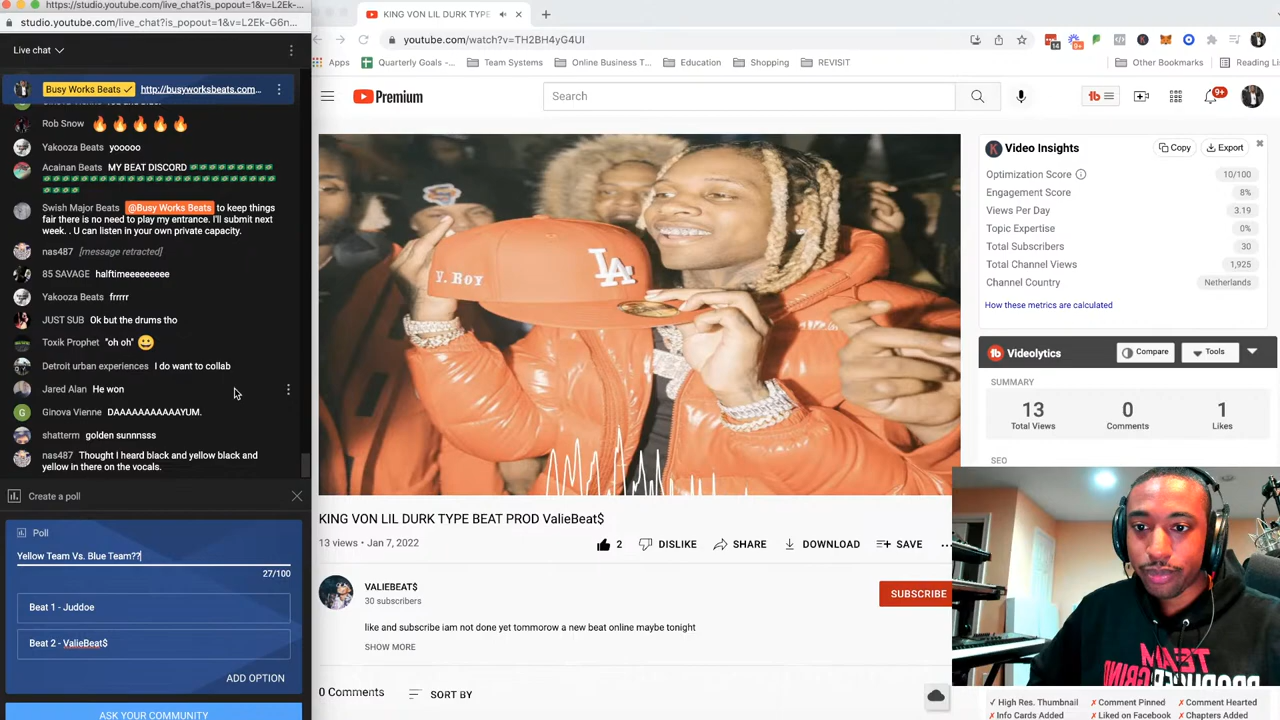 https://studio.youtube.com/live_chat?is_popout=1&v=L2Ek-G6n...
studio.youtube.com/live_chat?is_popout=1&v=L2Ek-G6n...
Live chat
Busy Works Beats
http://busyworksbeats.com...
Rob Snow
Yakooza Beats yooooo
Acainan Beats MY BEAT DISCORD
Swish Major Beats @Busy Works Beats to keep things
fair there is no need to play my entrance. I'll submit next
week. . U can listen in your own private capacity.
nas487 [message retracted]
85 SAVAGE halftimeeeeeeeee
Yakooza Beats frrrrr
JUST SUB Ok but the drums tho
Toxik Prophet "oh oh"
Detroit urban experiences I do want to collab
Jared Alan He won
G Ginova Vienne DAAAAAAAAAAYUM.
shatterm golden sunnnsss
nas487 Thought I heard black and yellow black and
yellow in there on the vocals.
Create a poll
Poll
Yellow Team Vs. Blue Team??
27/100
Beat 1 - Juddoe
Beat 2 - ValieBeat$
ADD OPTION
ASK YOUR COMMUNITY
KING VON LIL DURK TYPE
youtube.com/watch?v=TH2BH4yG4UI
14
9+
Apps
Quarterly Goals -...
Team Systems
Online Business T...
Education
Shopping
REVISIT
Other Bookmarks
Reading Lis
Premium
Search
tb
9+
Y. Boy
LA
KING VON LIL DURK TYPE BEAT PROD ValieBeat$
13 views • Jan 7, 2022
2
DISLIKE
SHARE
DOWNLOAD
SAVE
...
VALIEBEAT$
30 subscribers
SUBSCRIBE
like and subscribe iam not done yet tommorow a new beat online maybe tonight
SHOW MORE
0 Comments
SORT BY
K Video Insights
Copy
Export
Optimization Score 10/100
Engagement Score 8%
Views Per Day 3.19
Topic Expertise 0%
Total Subscribers 30
Total Channel Views 1,925
Channel Country Netherlands
How these metrics are calculated
tb Videolytics
Compare
Tools
SUMMARY
13
0
1
Total Views
Comments
Likes
SEO
TEAM
PRODUCER GRIND
✓ High Res. Thumbnail
✗ Comment Pinned
✗ Comment Hearted
✗ Info Cards Added
✗ Liked on Facebook
✗ Chapters Added